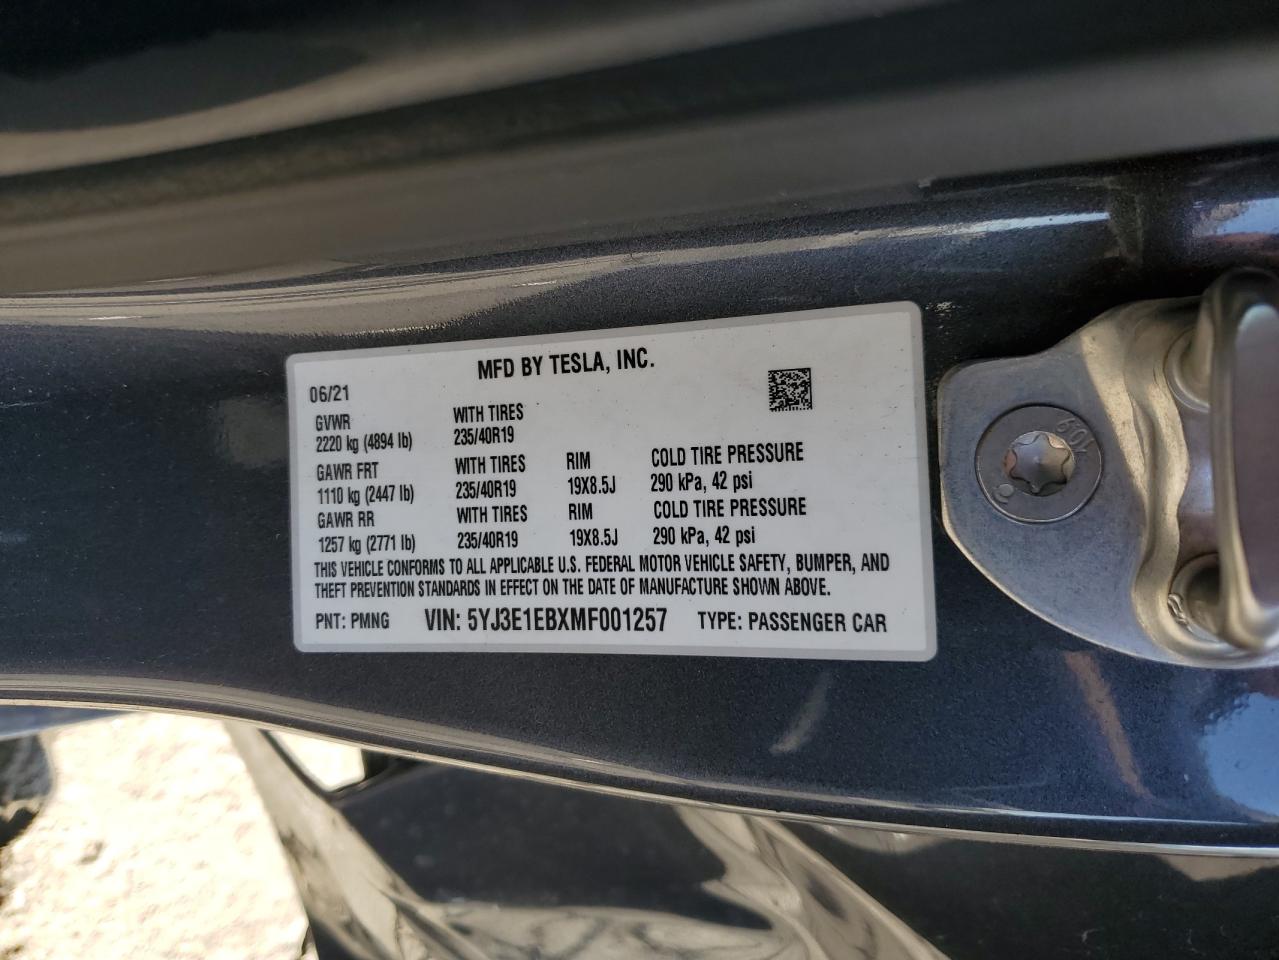 MFD BY TESLA, INC.
06/21
GVWR WITH TIRES
2220 kg (4894 lb) 235/40R19
GAWR FRT WITH TIRES RIM COLD TIRE PRESSURE
1110 kg (2447 lb) 235/40R19 19X8.5J 290 kPa, 42 psi
GAWR RR WITH TIRES RIM COLD TIRE PRESSURE
1257 kg (2771 lb) 235/40R19 19X8.5J 290 kPa, 42 psi
THIS VEHICLE CONFORMS TO ALL APPLICABLE U.S. FEDERAL MOTOR VEHICLE SAFETY, BUMPER, AND
THEFT PREVENTION STANDARDS IN EFFECT ON THE DATE OF MANUFACTURE SHOWN ABOVE.
PNT: PMNG VIN: 5YJ3E1EBXMF001257 TYPE: PASSENGER CAR
10.9